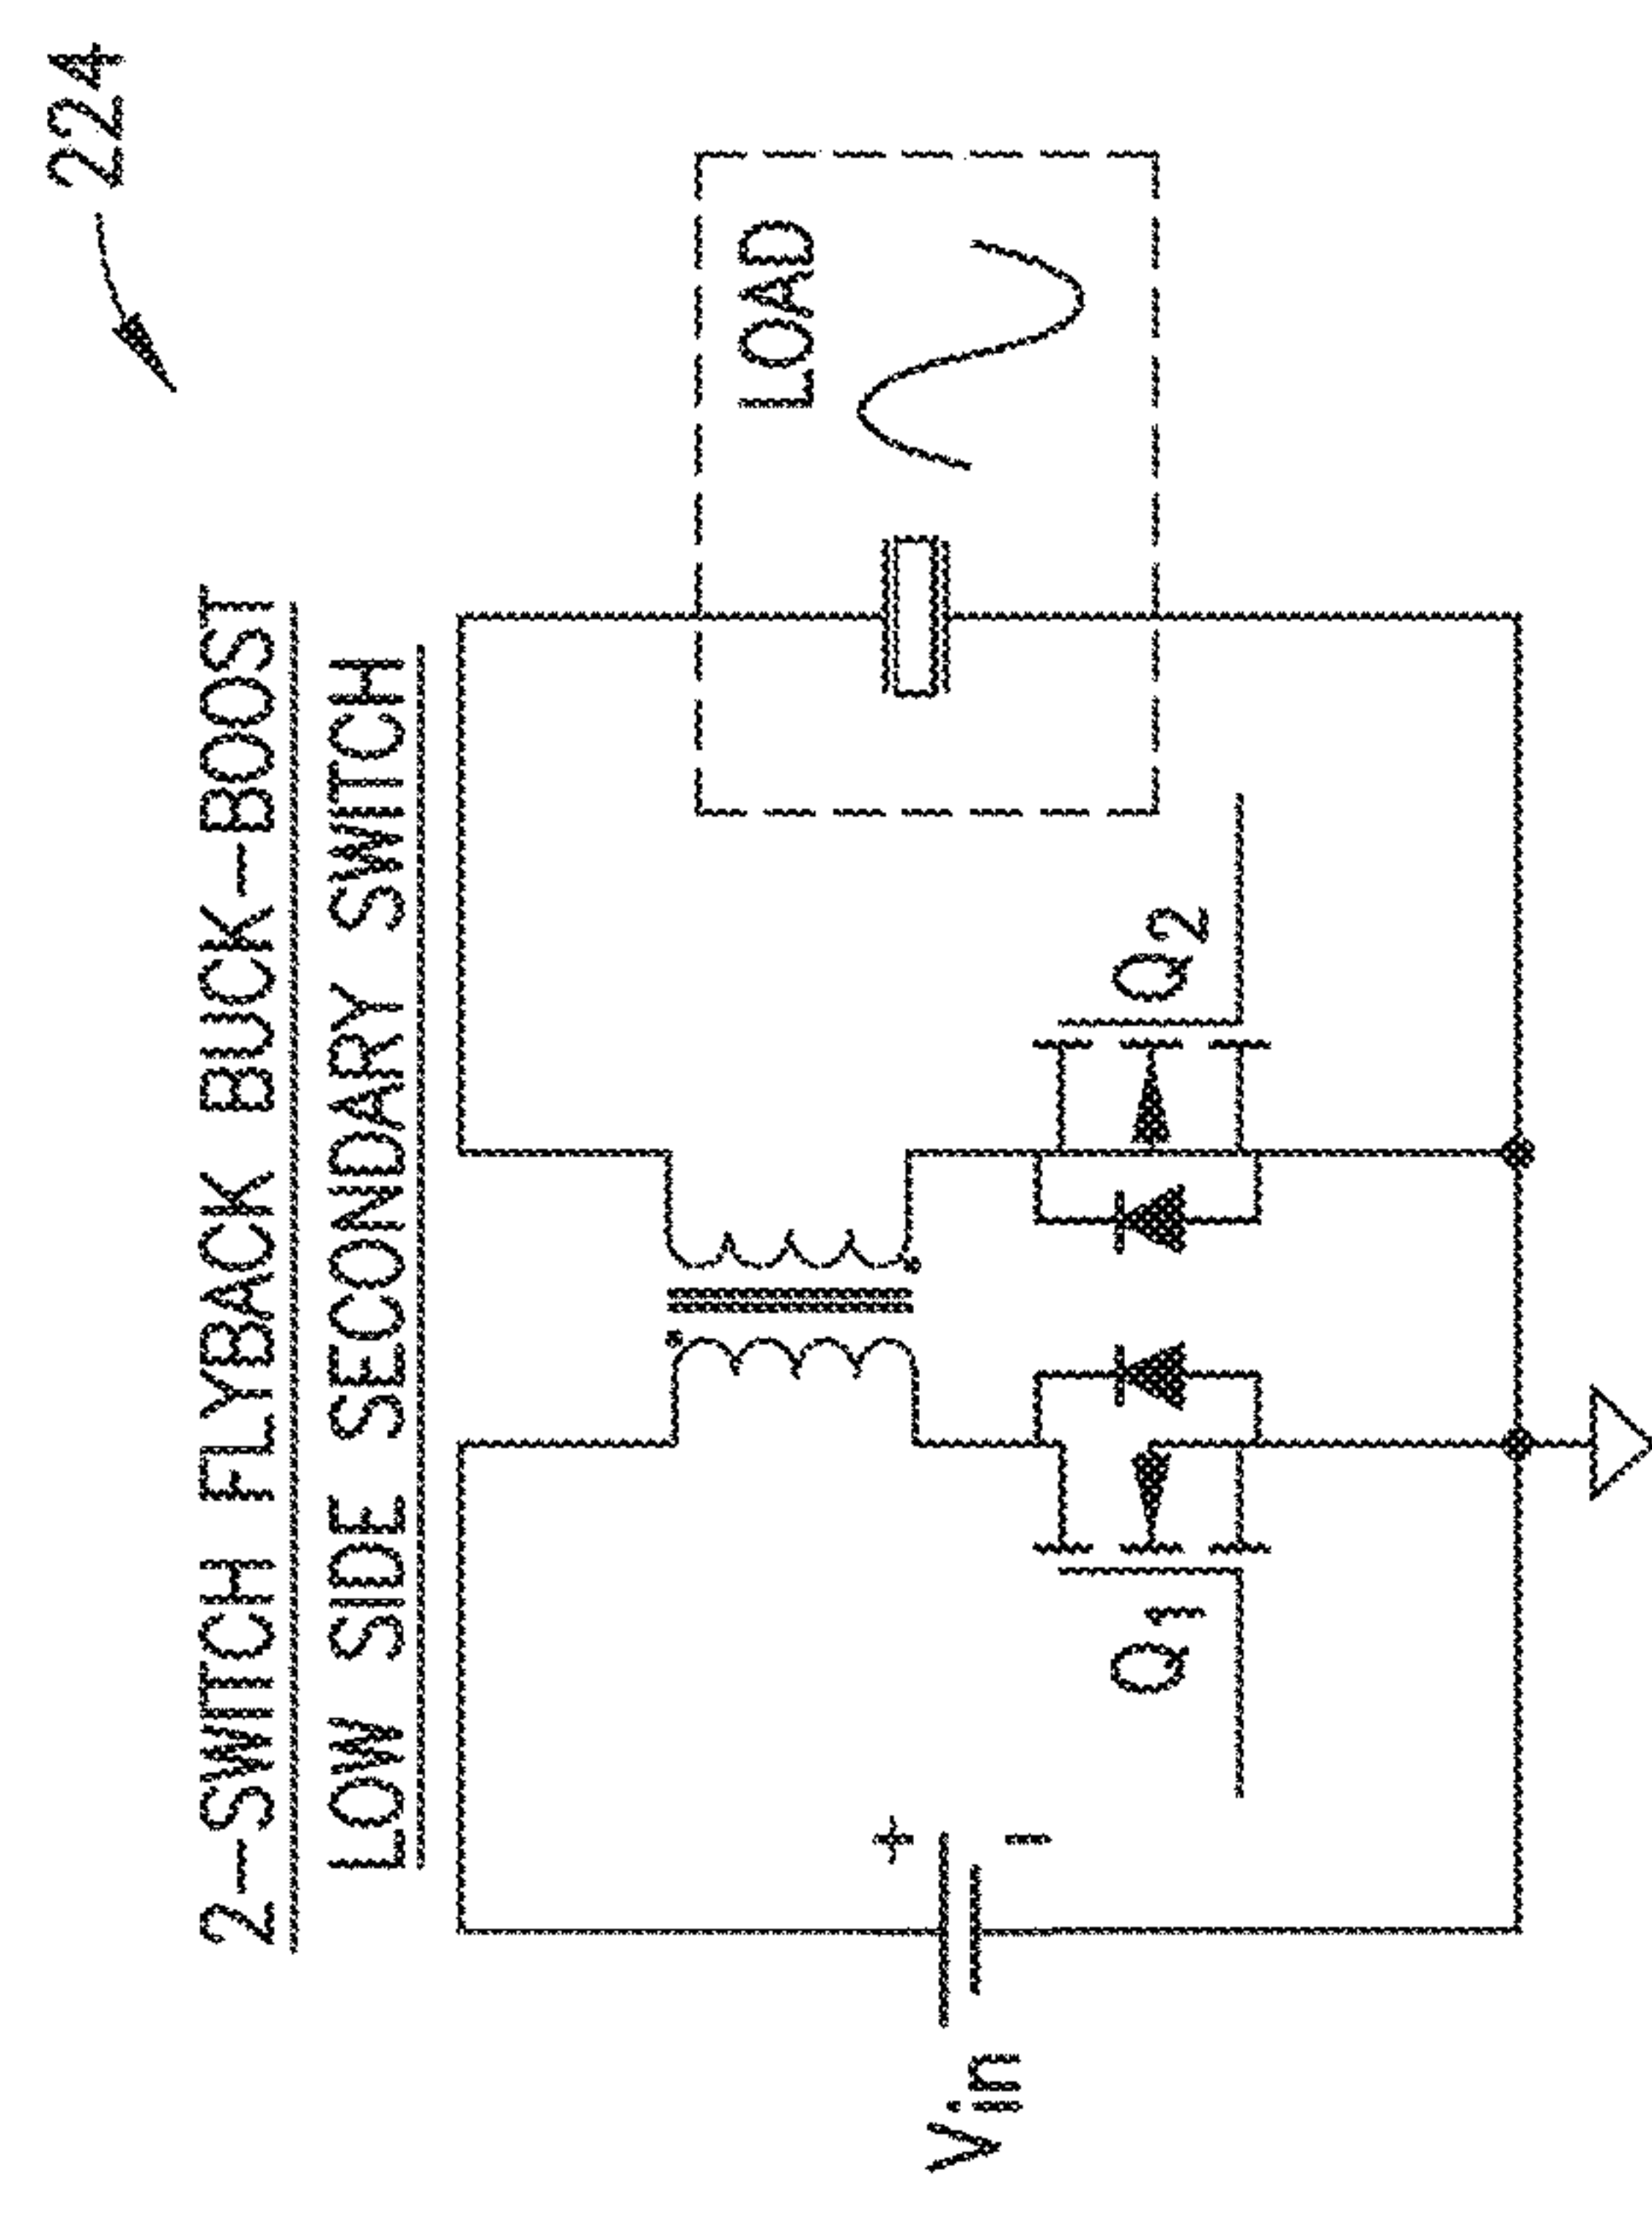 224
2-SWITCH FLYBACK BUCK-BOOST
LOW SIDE SECONDARY SWITCH
LOAD
Vin
+
-
Q1
Q2